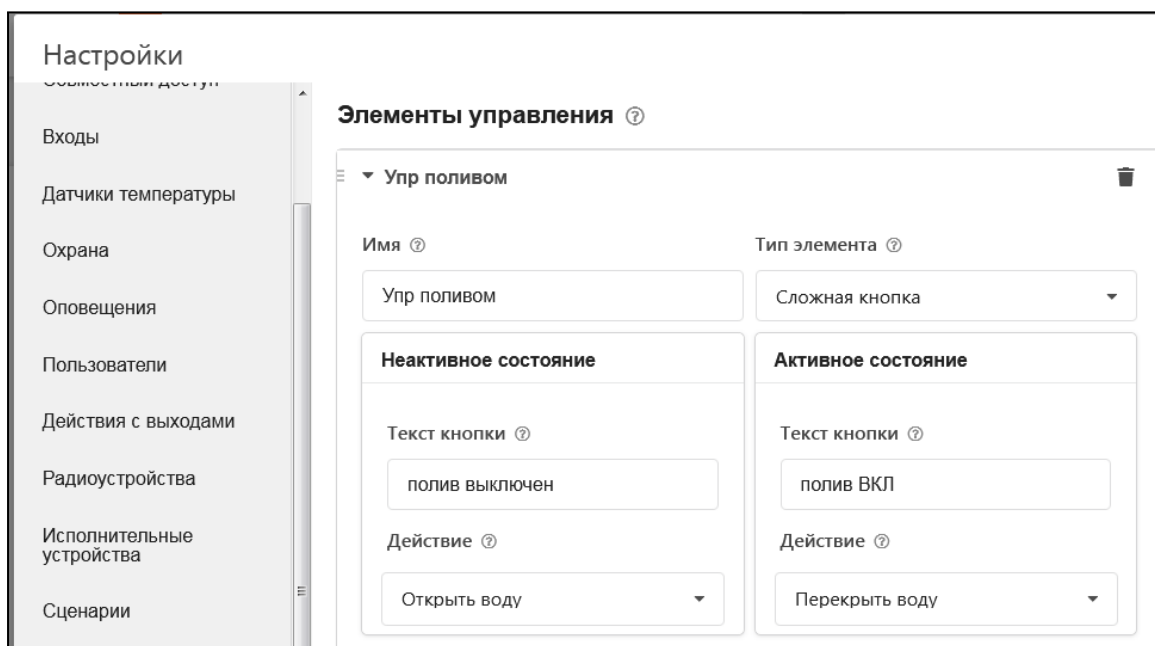 Настройки
Совместный доступ
Входы
Датчики температуры
Охрана
Оповещения
Пользователи
Действия с выходами
Радиоустройства
Исполнительные
устройства
Сценарии
Элементы управления
Упр поливом
Имя
Тип элемента
Упр поливом
Сложная кнопка
Неактивное состояние
Активное состояние
Текст кнопки
Текст кнопки
полив выключен
полив ВКЛ
Действие
Действие
Открыть воду
Перекрыть воду